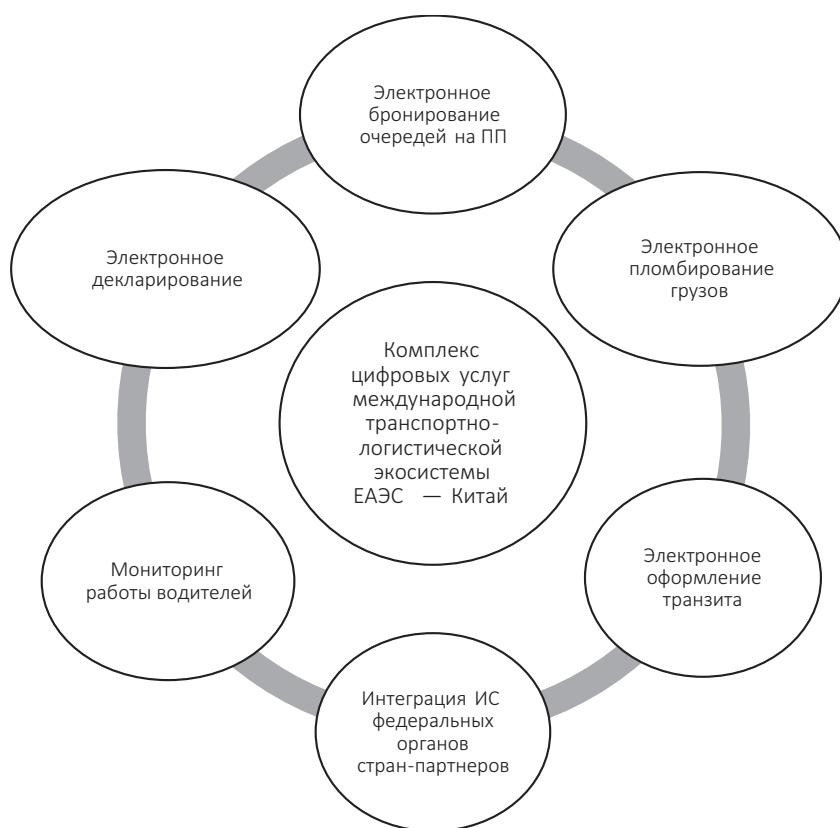 Электронное
бронирование
очередей на ПП
Электронное
декларирование
Электронное
пломбирование
грузов
Комплекс
цифровых услуг
международной
транспортно-
логистической
экосистемы
ЕАЭС — Китай
Мониторинг
работы водителей
Электронное
оформление
транзита
Интеграция ИС
федеральных
органов
стран-партнеров